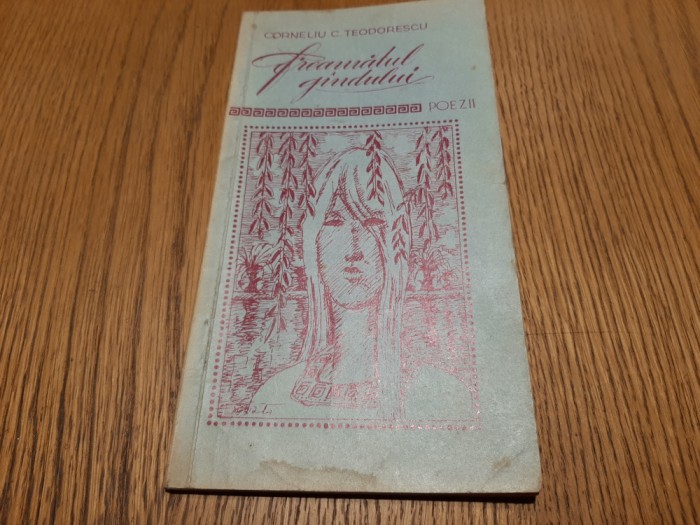 CORNELIU C. TEODORESCU
Freamătul
gîndului
POEZII